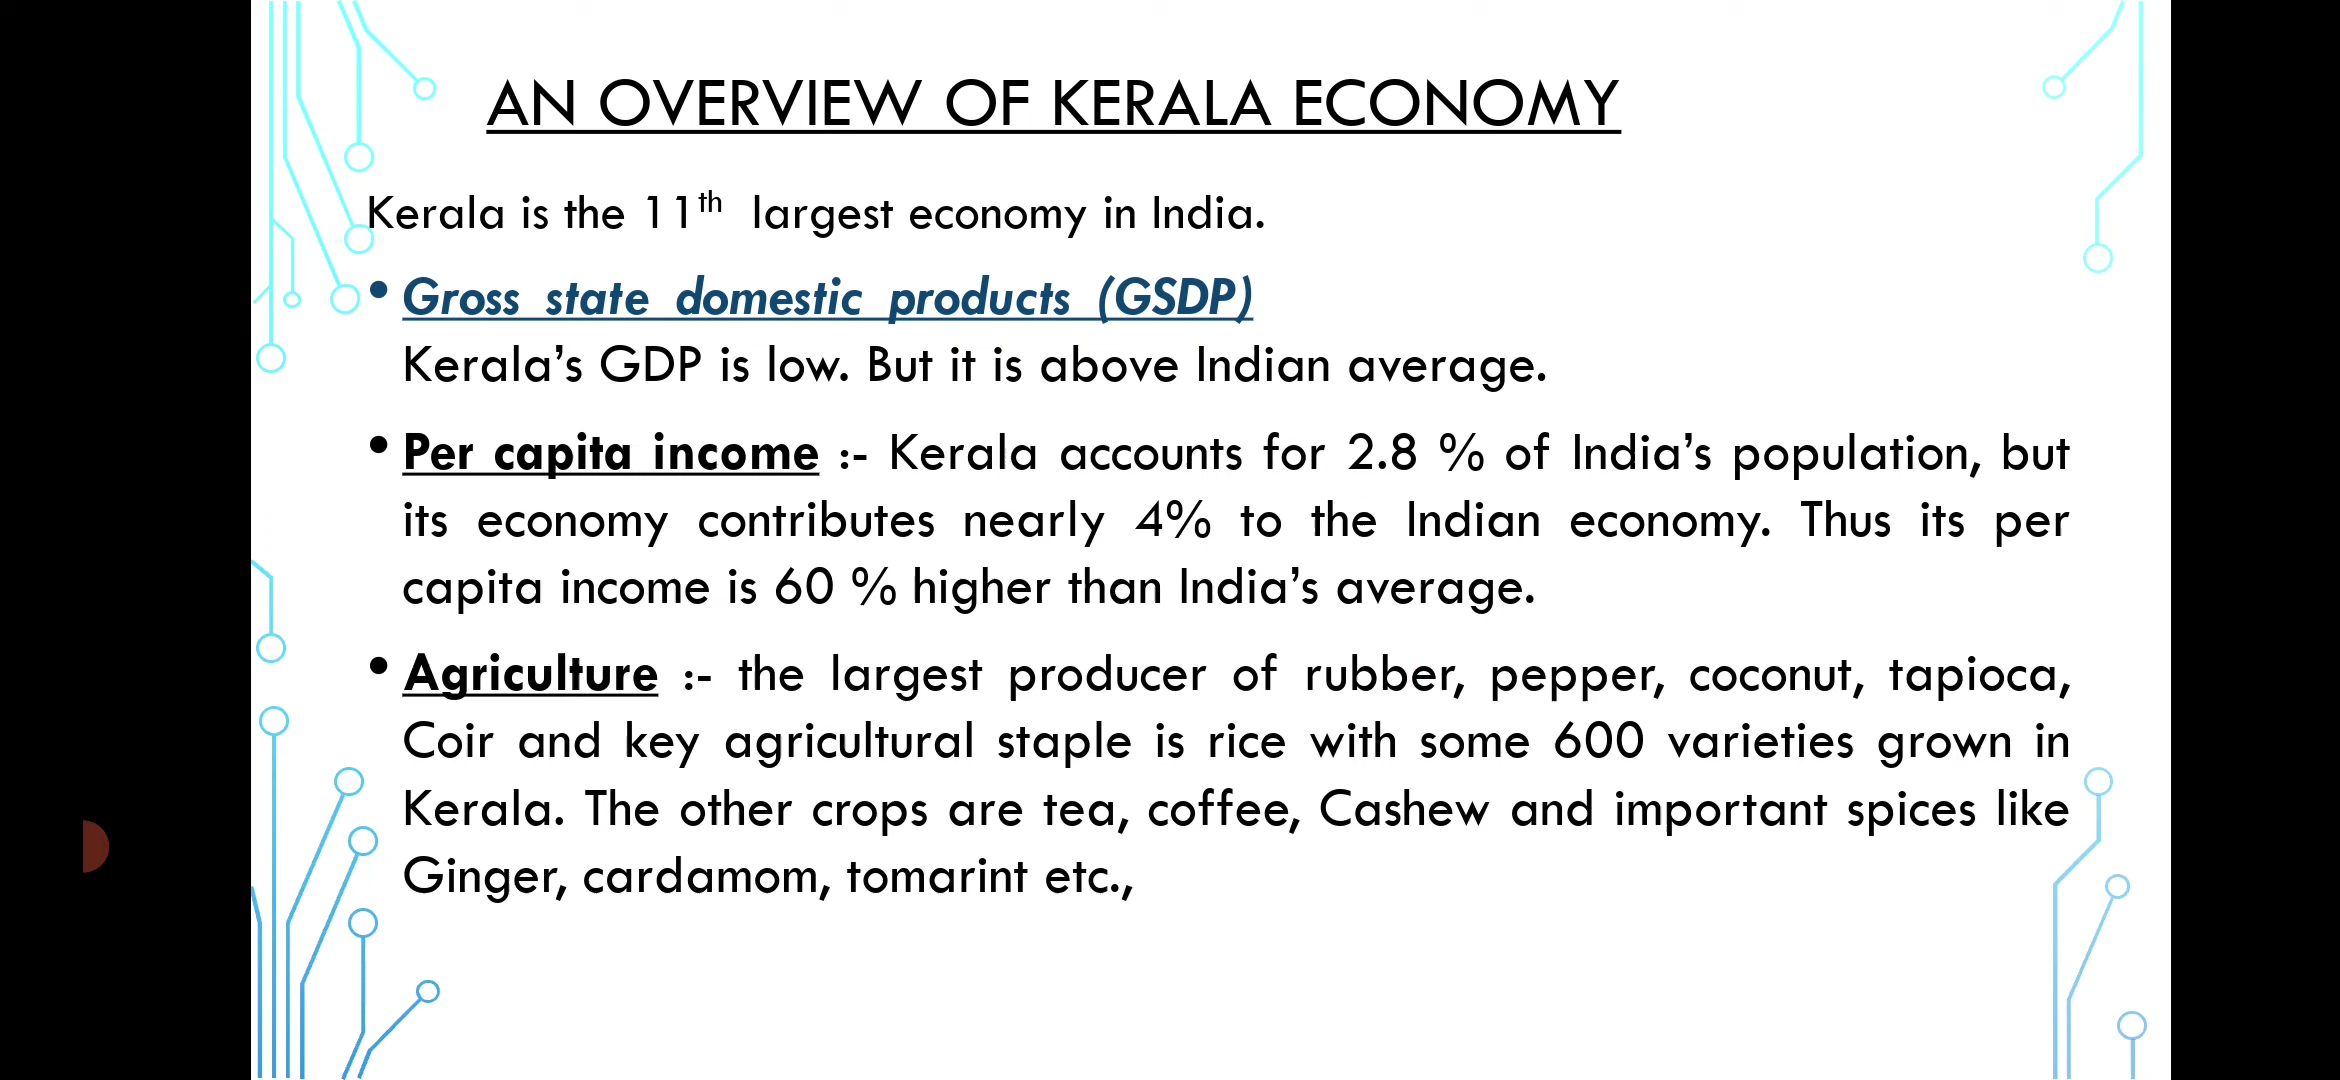 AN OVERVIEW OF KERALA ECONOMY
Kerala is the 11th largest economy in India.
• Gross state domestic products (GSDP)
Kerala’s GDP is low. But it is above Indian average.
• Per capita income :- Kerala accounts for 2.8 % of India’s population, but
its economy contributes nearly 4% to the Indian economy. Thus its per
capita income is 60 % higher than India’s average.
• Agriculture :- the largest producer of rubber, pepper, coconut, tapioca,
Coir and key agricultural staple is rice with some 600 varieties grown in
Kerala. The other crops are tea, coffee, Cashew and important spices like
Ginger, cardamom, tomarint etc.,